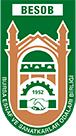 BESOB
BURSA ESNAF VE SANATKARLAR ODALARI BİRLİĞİ
1952